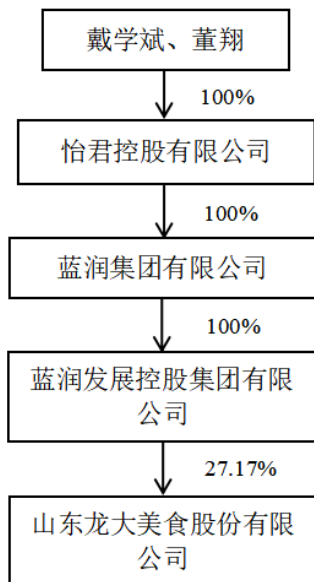 戴学斌、董翔
100%
怡君控股有限公司
100%
蓝润集团有限公司
100%
蓝润发展控股集团有限
公司
27.17%
山东龙大美食股份有限
公司